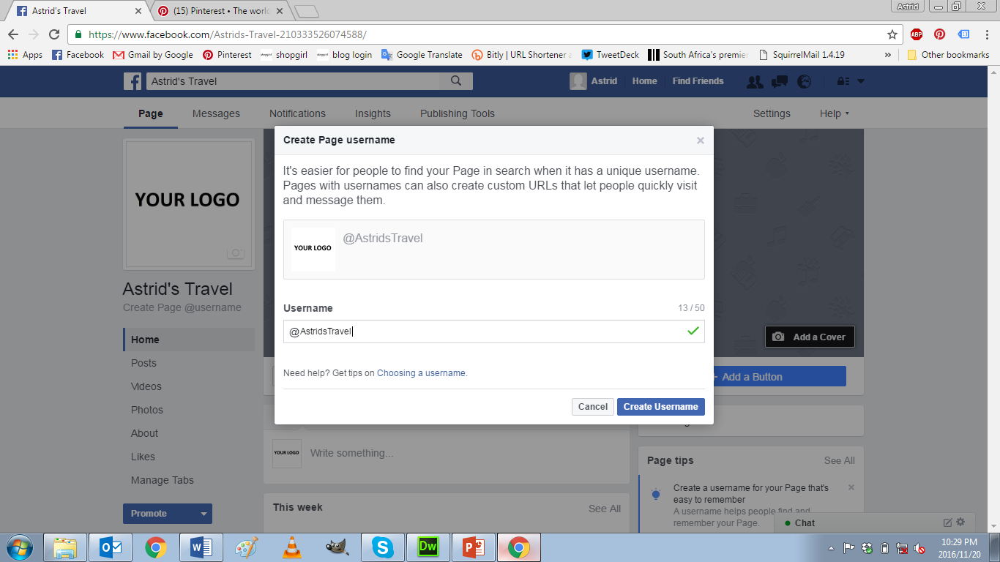 Astrid's Travel
(15) Pinterest • The world
Astrid
https://www.facebook.com/Astrids-Travel-210333526074588/
ABP
Apps
Facebook
Gmail by Google
Pinterest
shopgirl
blog login
Google Translate
Bitly | URL Shortener a
TweetDeck
South Africa's premier
SquirrelMail 1.4.19
»
Other bookmarks
Astrid's Travel
Astrid
Home
Find Friends
Page
Messages
Notifications
Insights
Publishing Tools
Settings
Help
YOUR LOGO
Astrid's Travel
Create Page @username
Home
Posts
Videos
Photos
About
Likes
Manage Tabs
Promote
Create Page username
It's easier for people to find your Page in search when it has a unique username.
Pages with usernames can also create custom URLs that let people quickly visit
and message them.
YOUR LOGO
@AstridsTravel
Username
13 / 50
@AstridsTravel
Need help? Get tips on Choosing a username.
Cancel
Create Username
Add a Cover
+ Add a Button
YOUR LOGO
Write something...
This week
See All
Page tips
See All
Create a username for your Page that's
easy to remember
A username helps people find and
remember your Page.
Chat
Dw
10:29 PM
2016/11/20